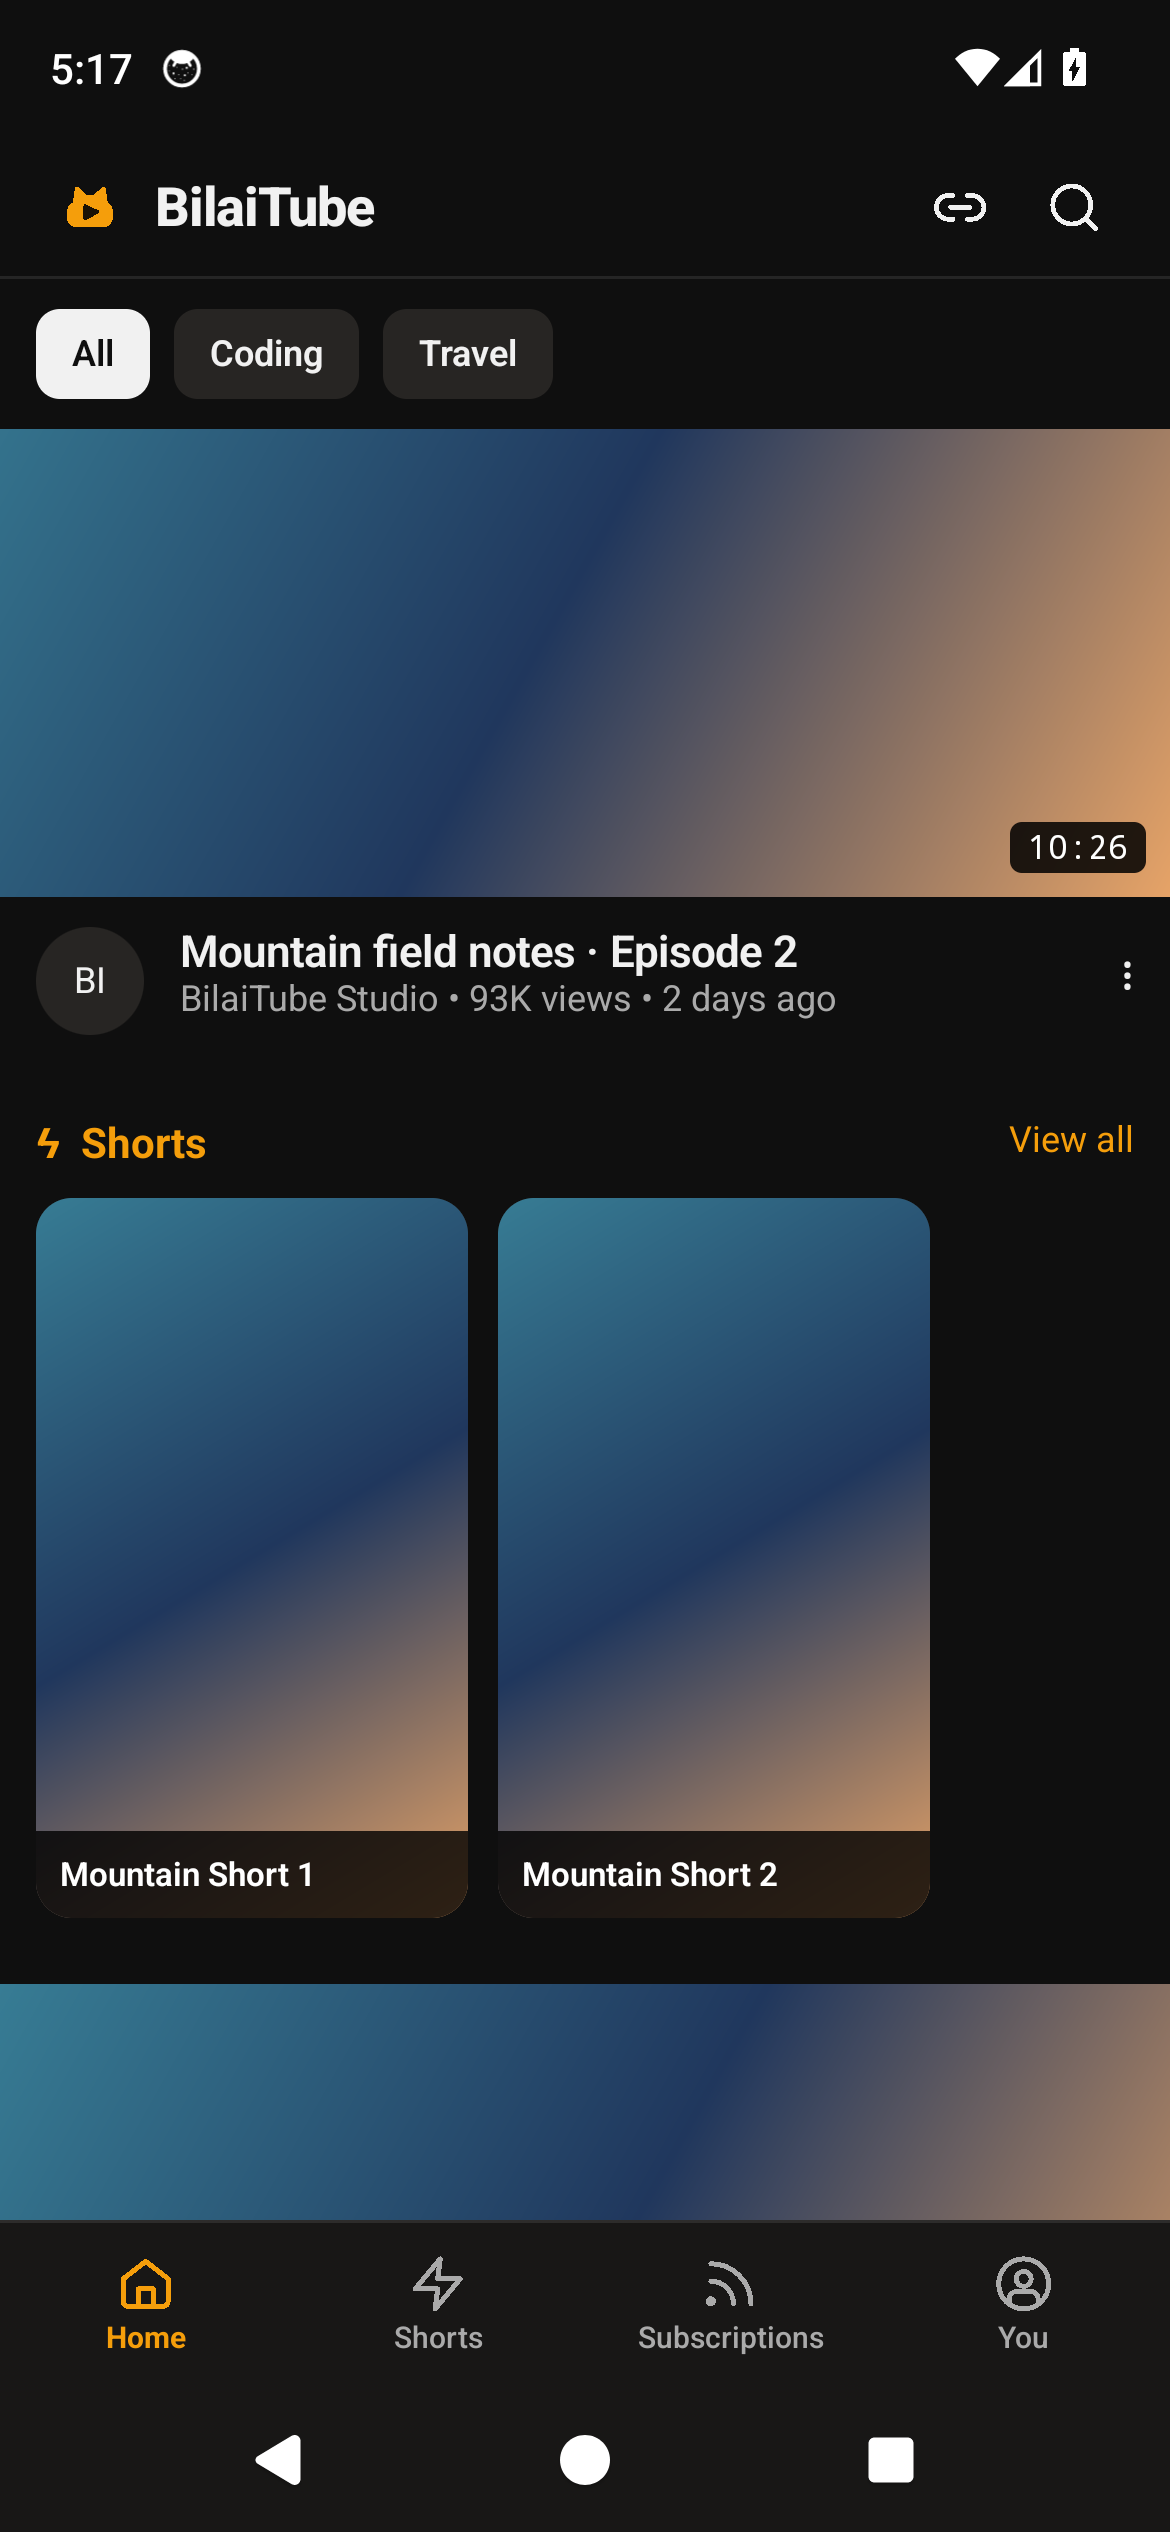 5:17
BilaiTube
All
Coding
Travel
10:26
BI
Mountain field notes · Episode 2
BilaiTube Studio • 93K views • 2 days ago
Shorts
View all
Mountain Short 1
Mountain Short 2
Home
Shorts
Subscriptions
You